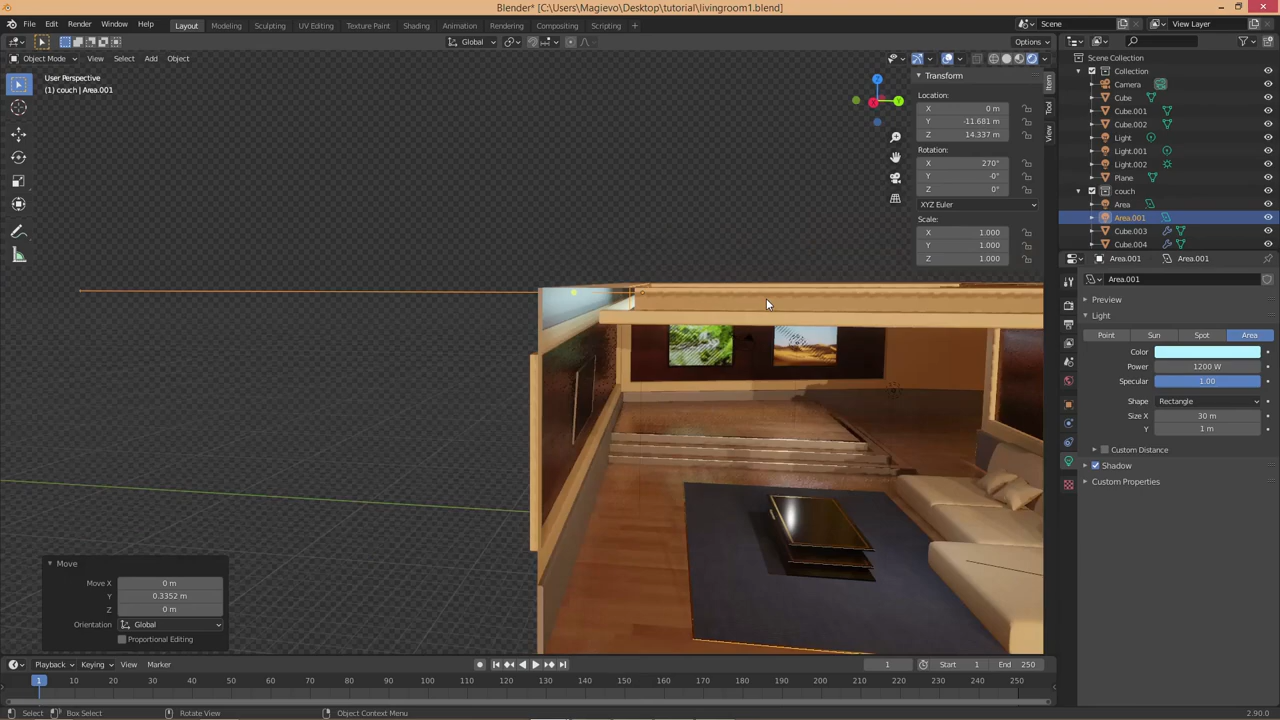 Blender* [C:\Users\Magievo\Desktop\tutorial\livingroom1.blend]
File Edit Render Window Help
Layout Modeling Sculpting UV Editing Texture Paint Shading Animation Rendering Compositing Scripting +
Scene View Layer
Global Options
Object Mode View Select Add Object
User Perspective
(1) couch | Area.001
Z
Y
X
Transform
Location:
X 0 m
Y -11.681 m
Z 14.337 m
Rotation:
X 270°
Y -0°
Z 0°
XYZ Euler
Scale:
X 1.000
Y 1.000
Z 1.000
Item
Tool
View
Scene Collection
Collection
Camera
Cube
Cube.001
Cube.002
Light
Light.001
Light.002
Plane
couch
Area
Area.001
Cube.003
Cube.004
Area.001 Area.001
Area.001
Preview
Light
Point Sun Spot Area
Color
Power 1200 W
Specular 1.00
Shape Rectangle
Size X 30 m
Y 1 m
Custom Distance
Shadow
Custom Properties
Move
Move X 0 m
Y 0.3352 m
Z 0 m
Orientation Global
Proportional Editing
Playback Keying View Marker
1 Start 1 End 250
1 10 20 30 40 50 60 70 80 90 100 110 120 130 140 150 160 170 180 190 200 210 220 230 240 250
Select Box Select Rotate View Object Context Menu 2.90.0